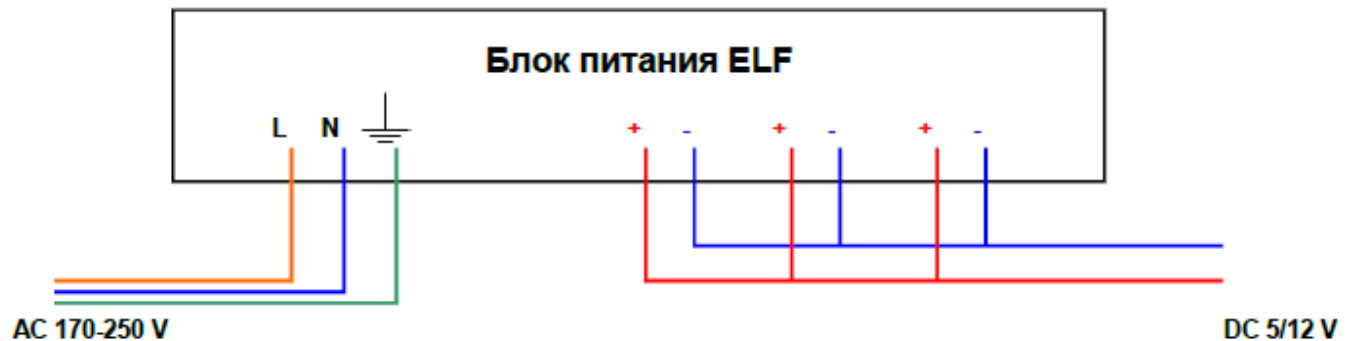 Блок питания ELF
L N + - + - + -
AC 170-250 V
DC 5/12 V